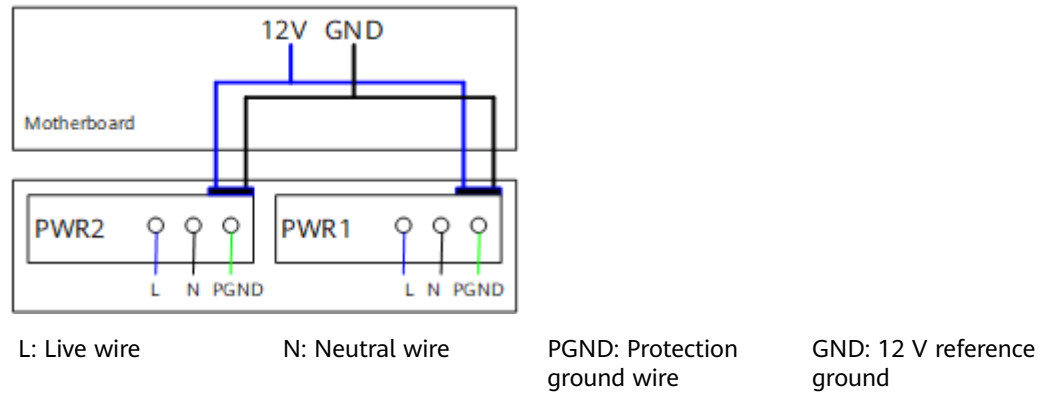 12V GND
Motherboard
PWR2 PWR1
L N PGND L N PGND
L: Live wire N: Neutral wire PGND: Protection GND: 12 V reference
ground wire ground